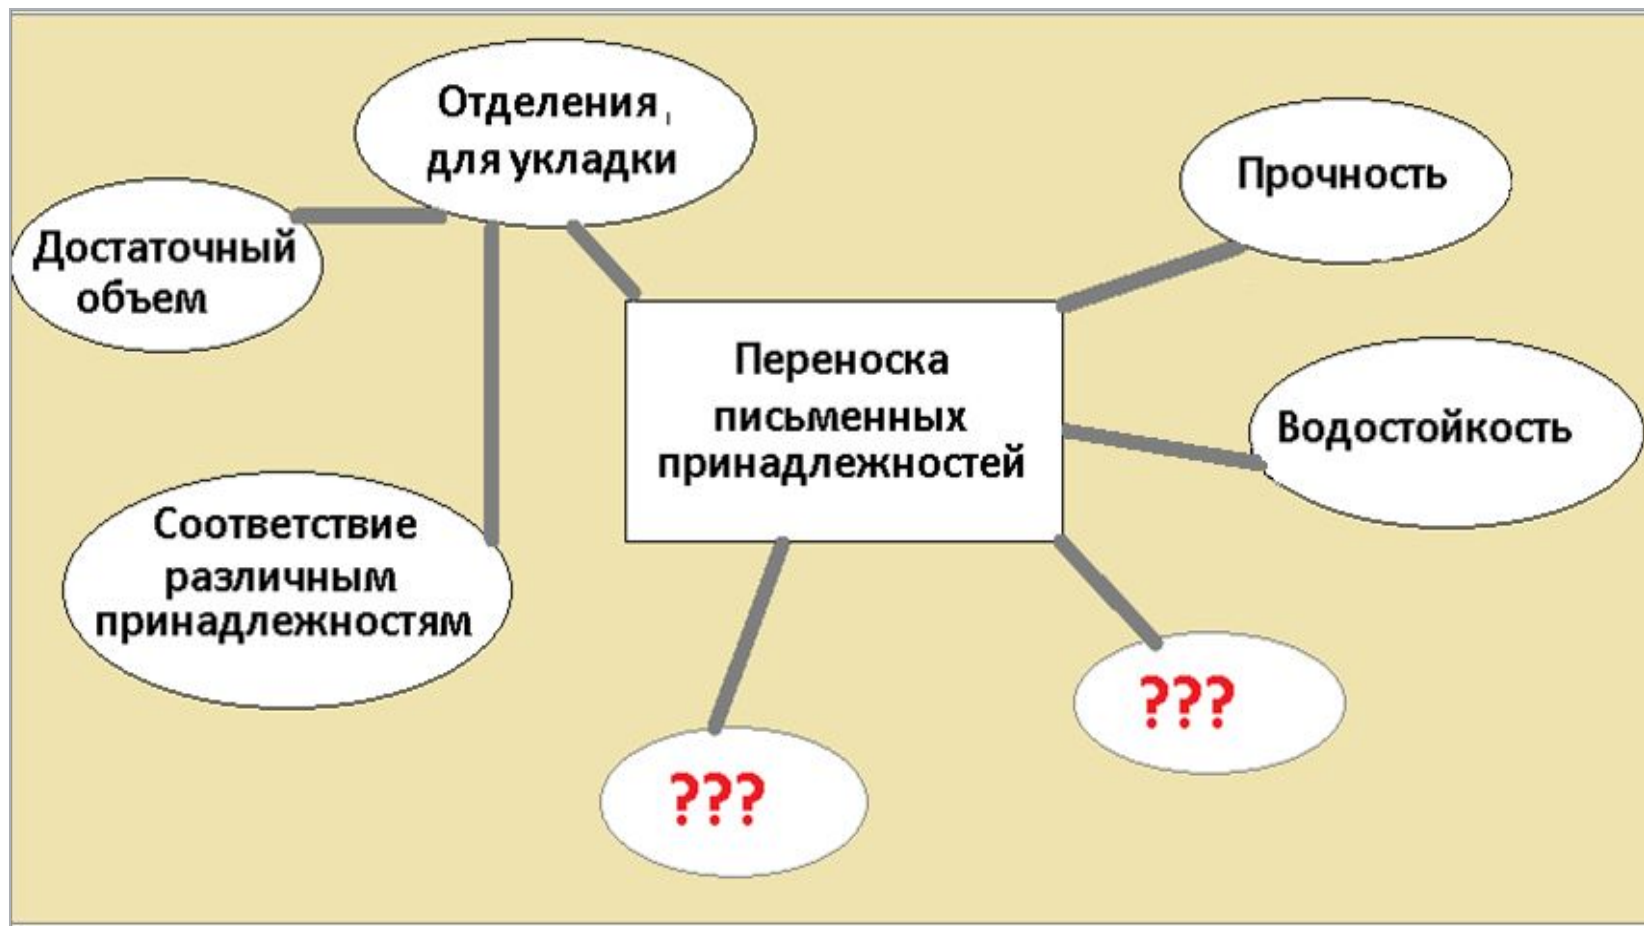 Отделения
для укладки
Прочность
Достаточный
объем
Переноска
письменных
принадлежностей
Водостойкость
Соответствие
различным
принадлежностям
???
???